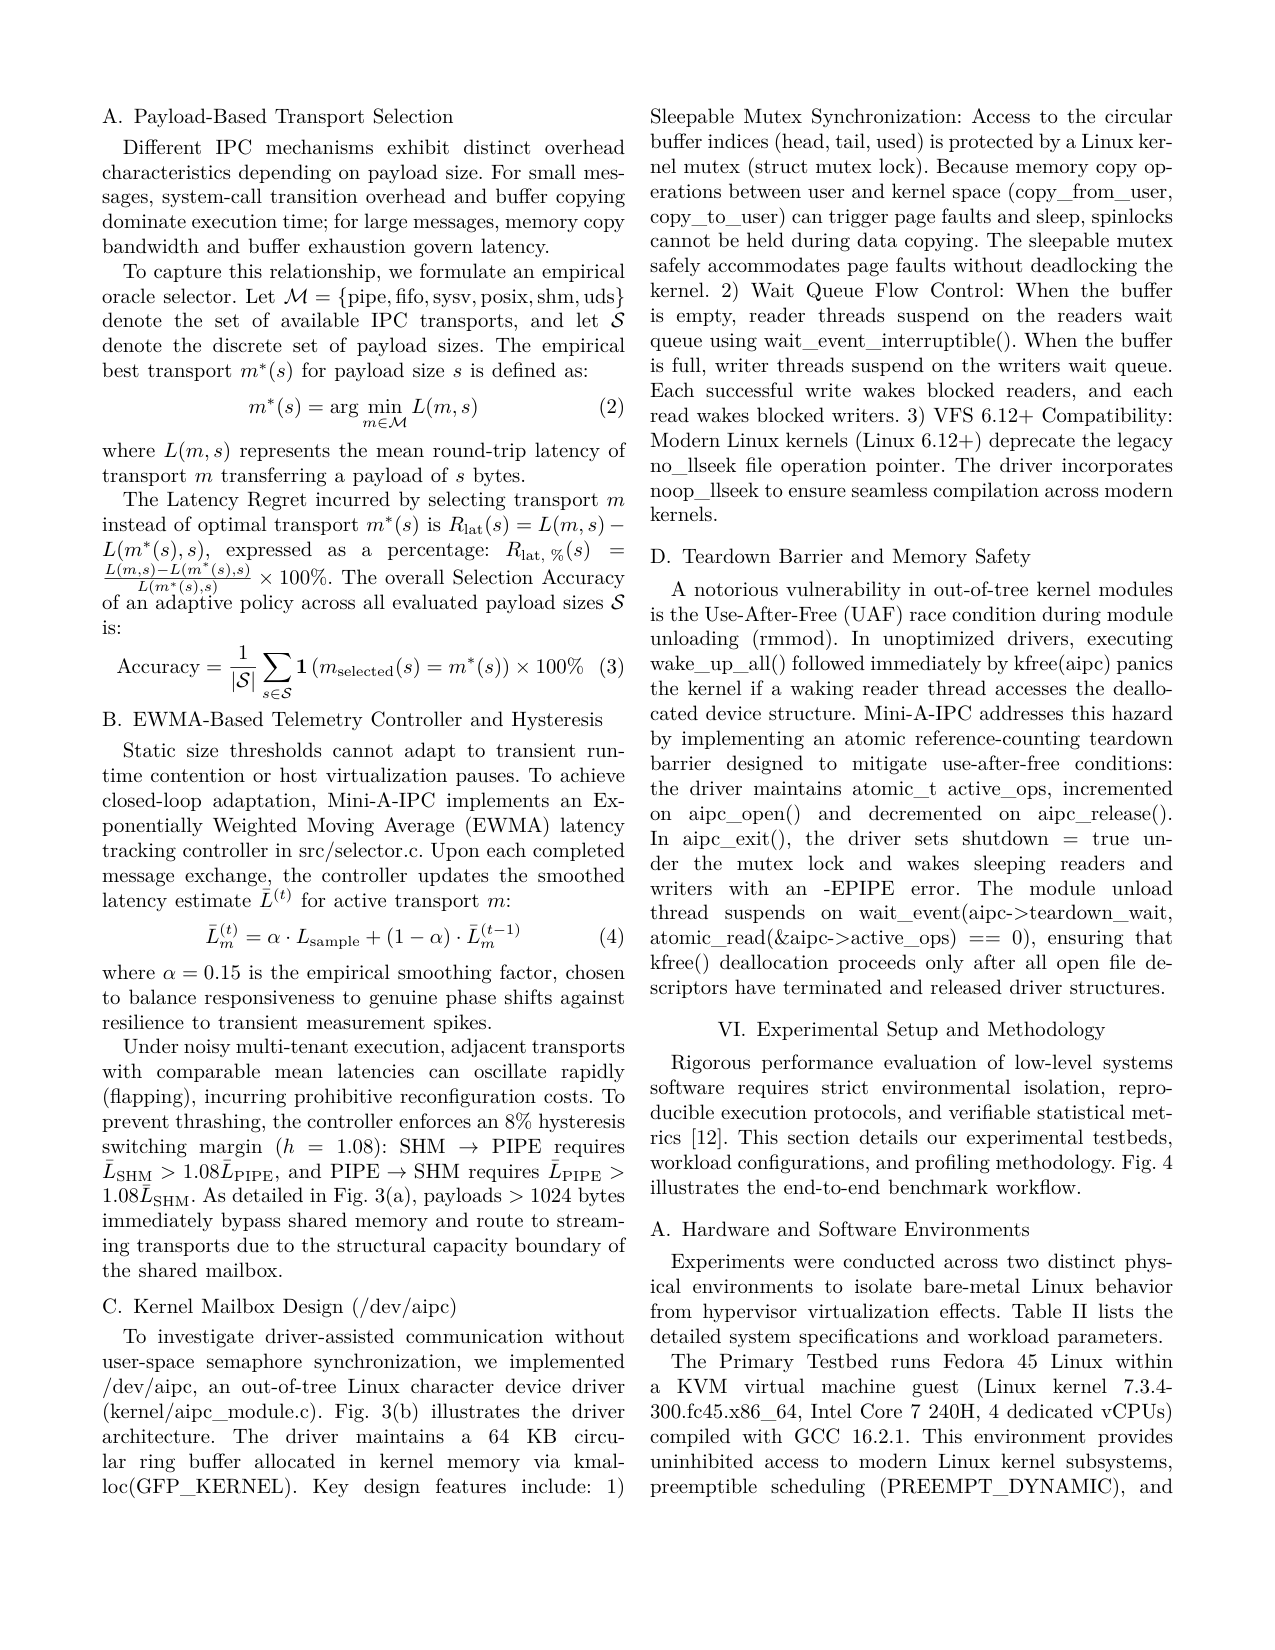 A. Payload-Based Transport Selection
Different IPC mechanisms exhibit distinct overhead
characteristics depending on payload size. For small mes-
sages, system-call transition overhead and buffer copying
dominate execution time; for large messages, memory copy
bandwidth and buffer exhaustion govern latency.
To capture this relationship, we formulate an empirical
oracle selector. Let ℳ = {pipe, fifo, sysv, posix, shm, uds}
denote the set of available IPC transports, and let 𝒮
denote the discrete set of payload sizes. The empirical
best transport m*(s) for payload size s is defined as:
m*(s) = arg min_{m∈ℳ} L(m, s) (2)
where L(m, s) represents the mean round-trip latency of
transport m transferring a payload of s bytes.
The Latency Regret incurred by selecting transport m
instead of optimal transport m*(s) is R_lat(s) = L(m, s) −
L(m*(s), s), expressed as a percentage: R_{lat, %}(s) =
\frac{L(m,s)−L(m*(s),s)}{L(m*(s),s)} × 100%. The overall Selection Accuracy
of an adaptive policy across all evaluated payload sizes 𝒮
is:
Accuracy = \frac{1}{|𝒮|} ∑_{s∈𝒮} 𝟏 (m_selected(s) = m*(s)) × 100% (3)
B. EWMA-Based Telemetry Controller and Hysteresis
Static size thresholds cannot adapt to transient run-
time contention or host virtualization pauses. To achieve
closed-loop adaptation, Mini-A-IPC implements an Ex-
ponentially Weighted Moving Average (EWMA) latency
tracking controller in src/selector.c. Upon each completed
message exchange, the controller updates the smoothed
latency estimate L̄^(t) for active transport m:
L̄_m^(t) = α · L_sample + (1 − α) · L̄_m^(t−1) (4)
where α = 0.15 is the empirical smoothing factor, chosen
to balance responsiveness to genuine phase shifts against
resilience to transient measurement spikes.
Under noisy multi-tenant execution, adjacent transports
with comparable mean latencies can oscillate rapidly
(flapping), incurring prohibitive reconfiguration costs. To
prevent thrashing, the controller enforces an 8% hysteresis
switching margin (h = 1.08): SHM → PIPE requires
L̄_SHM > 1.08L̄_PIPE, and PIPE → SHM requires L̄_PIPE >
1.08L̄_SHM. As detailed in Fig. 3(a), payloads > 1024 bytes
immediately bypass shared memory and route to stream-
ing transports due to the structural capacity boundary of
the shared mailbox.
C. Kernel Mailbox Design (/dev/aipc)
To investigate driver-assisted communication without
user-space semaphore synchronization, we implemented
/dev/aipc, an out-of-tree Linux character device driver
(kernel/aipc_module.c). Fig. 3(b) illustrates the driver
architecture. The driver maintains a 64 KB circu-
lar ring buffer allocated in kernel memory via kmal-
loc(GFP_KERNEL). Key design features include: 1)
Sleepable Mutex Synchronization: Access to the circular
buffer indices (head, tail, used) is protected by a Linux ker-
nel mutex (struct mutex lock). Because memory copy op-
erations between user and kernel space (copy_from_user,
copy_to_user) can trigger page faults and sleep, spinlocks
cannot be held during data copying. The sleepable mutex
safely accommodates page faults without deadlocking the
kernel. 2) Wait Queue Flow Control: When the buffer
is empty, reader threads suspend on the readers wait
queue using wait_event_interruptible(). When the buffer
is full, writer threads suspend on the writers wait queue.
Each successful write wakes blocked readers, and each
read wakes blocked writers. 3) VFS 6.12+ Compatibility:
Modern Linux kernels (Linux 6.12+) deprecate the legacy
no_llseek file operation pointer. The driver incorporates
noop_llseek to ensure seamless compilation across modern
kernels.
D. Teardown Barrier and Memory Safety
A notorious vulnerability in out-of-tree kernel modules
is the Use-After-Free (UAF) race condition during module
unloading (rmmod). In unoptimized drivers, executing
wake_up_all() followed immediately by kfree(aipc) panics
the kernel if a waking reader thread accesses the deallo-
cated device structure. Mini-A-IPC addresses this hazard
by implementing an atomic reference-counting teardown
barrier designed to mitigate use-after-free conditions:
the driver maintains atomic_t active_ops, incremented
on aipc_open() and decremented on aipc_release().
In aipc_exit(), the driver sets shutdown = true un-
der the mutex lock and wakes sleeping readers and
writers with an -EPIPE error. The module unload
thread suspends on wait_event(aipc->teardown_wait,
atomic_read(&aipc->active_ops) == 0), ensuring that
kfree() deallocation proceeds only after all open file de-
scriptors have terminated and released driver structures.
VI. Experimental Setup and Methodology
Rigorous performance evaluation of low-level systems
software requires strict environmental isolation, repro-
ducible execution protocols, and verifiable statistical met-
rics [12]. This section details our experimental testbeds,
workload configurations, and profiling methodology. Fig. 4
illustrates the end-to-end benchmark workflow.
A. Hardware and Software Environments
Experiments were conducted across two distinct phys-
ical environments to isolate bare-metal Linux behavior
from hypervisor virtualization effects. Table II lists the
detailed system specifications and workload parameters.
The Primary Testbed runs Fedora 45 Linux within
a KVM virtual machine guest (Linux kernel 7.3.4-
300.fc45.x86_64, Intel Core 7 240H, 4 dedicated vCPUs)
compiled with GCC 16.2.1. This environment provides
uninhibited access to modern Linux kernel subsystems,
preemptible scheduling (PREEMPT_DYNAMIC), and